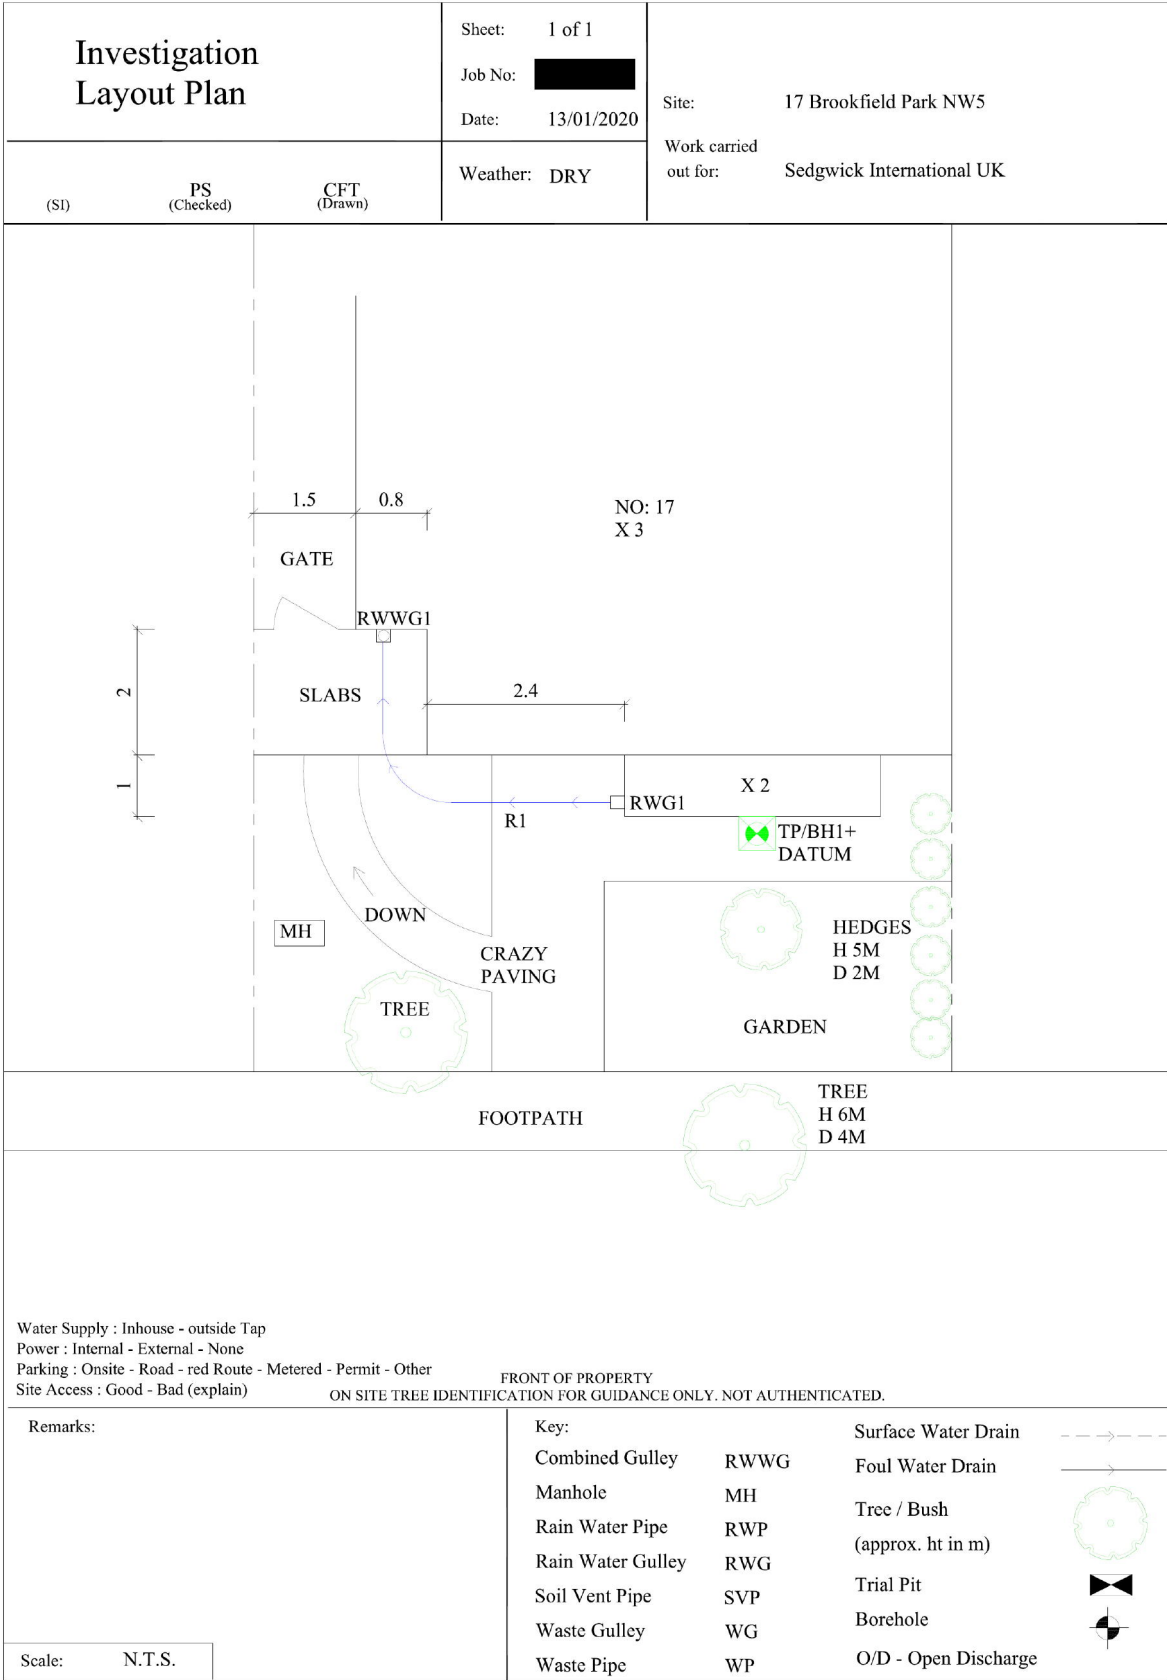 Investigation
Layout Plan
Sheet: 1 of 1
Job No:
Date: 13/01/2020
Weather: DRY
Site: 17 Brookfield Park NW5
Work carried
out for: Sedgwick International UK
(SI)
PS
(Checked)
CFT
(Drawn)
1.5
0.8
NO: 17
X 3
GATE
RWWG1
2
SLABS
2.4
1
X 2
RWG1
R1
TP/BH1+
DATUM
DOWN
MH
CRAZY
PAVING
HEDGES
H 5M
D 2M
TREE
GARDEN
FOOTPATH
TREE
H 6M
D 4M
Water Supply : Inhouse - outside Tap
Power : Internal - External - None
Parking : Onsite - Road - red Route - Metered - Permit - Other
Site Access : Good - Bad (explain)
FRONT OF PROPERTY
ON SITE TREE IDENTIFICATION FOR GUIDANCE ONLY. NOT AUTHENTICATED.
Remarks:
Scale: N.T.S.
Key:
Combined Gulley RWWG
Manhole MH
Rain Water Pipe RWP
Rain Water Gulley RWG
Soil Vent Pipe SVP
Waste Gulley WG
Waste Pipe WP
Surface Water Drain
Foul Water Drain
Tree / Bush
(approx. ht in m)
Trial Pit
Borehole
O/D - Open Discharge